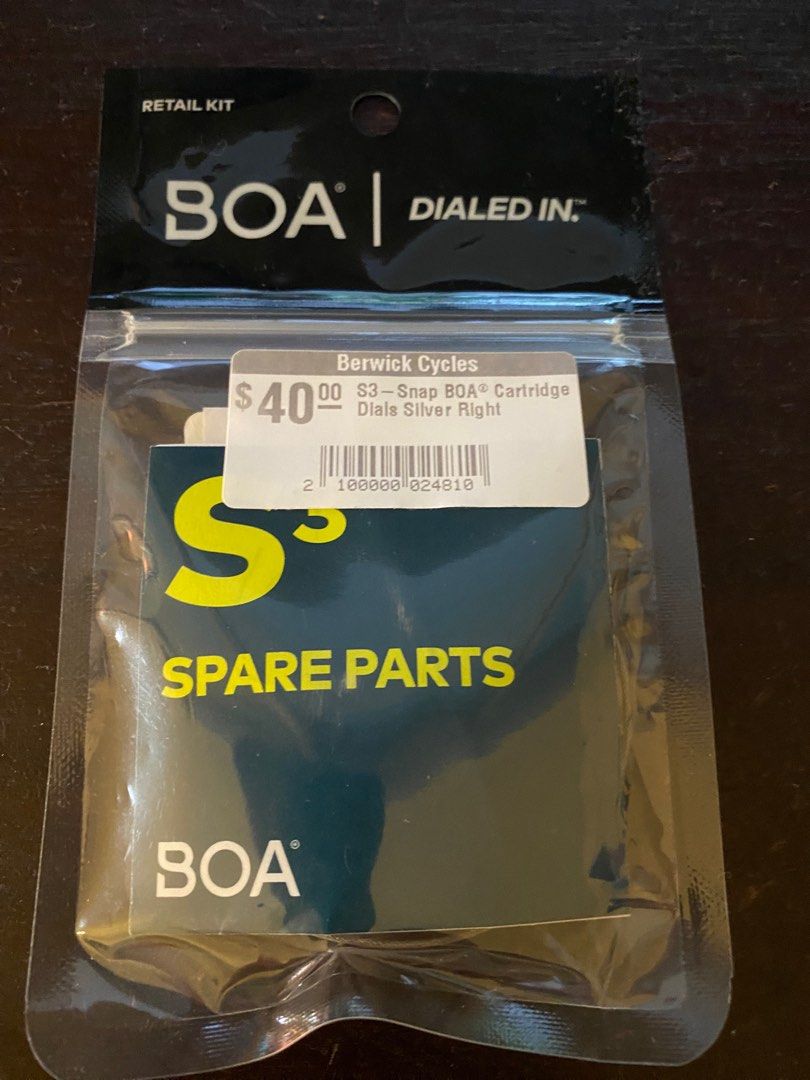 RETAIL KIT
BOA® | DIALED IN.™
Berwick Cycles
$40.00 S3-Snap BOA® Cartridge
Dials Silver Right
2 100000 024810
S3
SPARE PARTS
BOA®